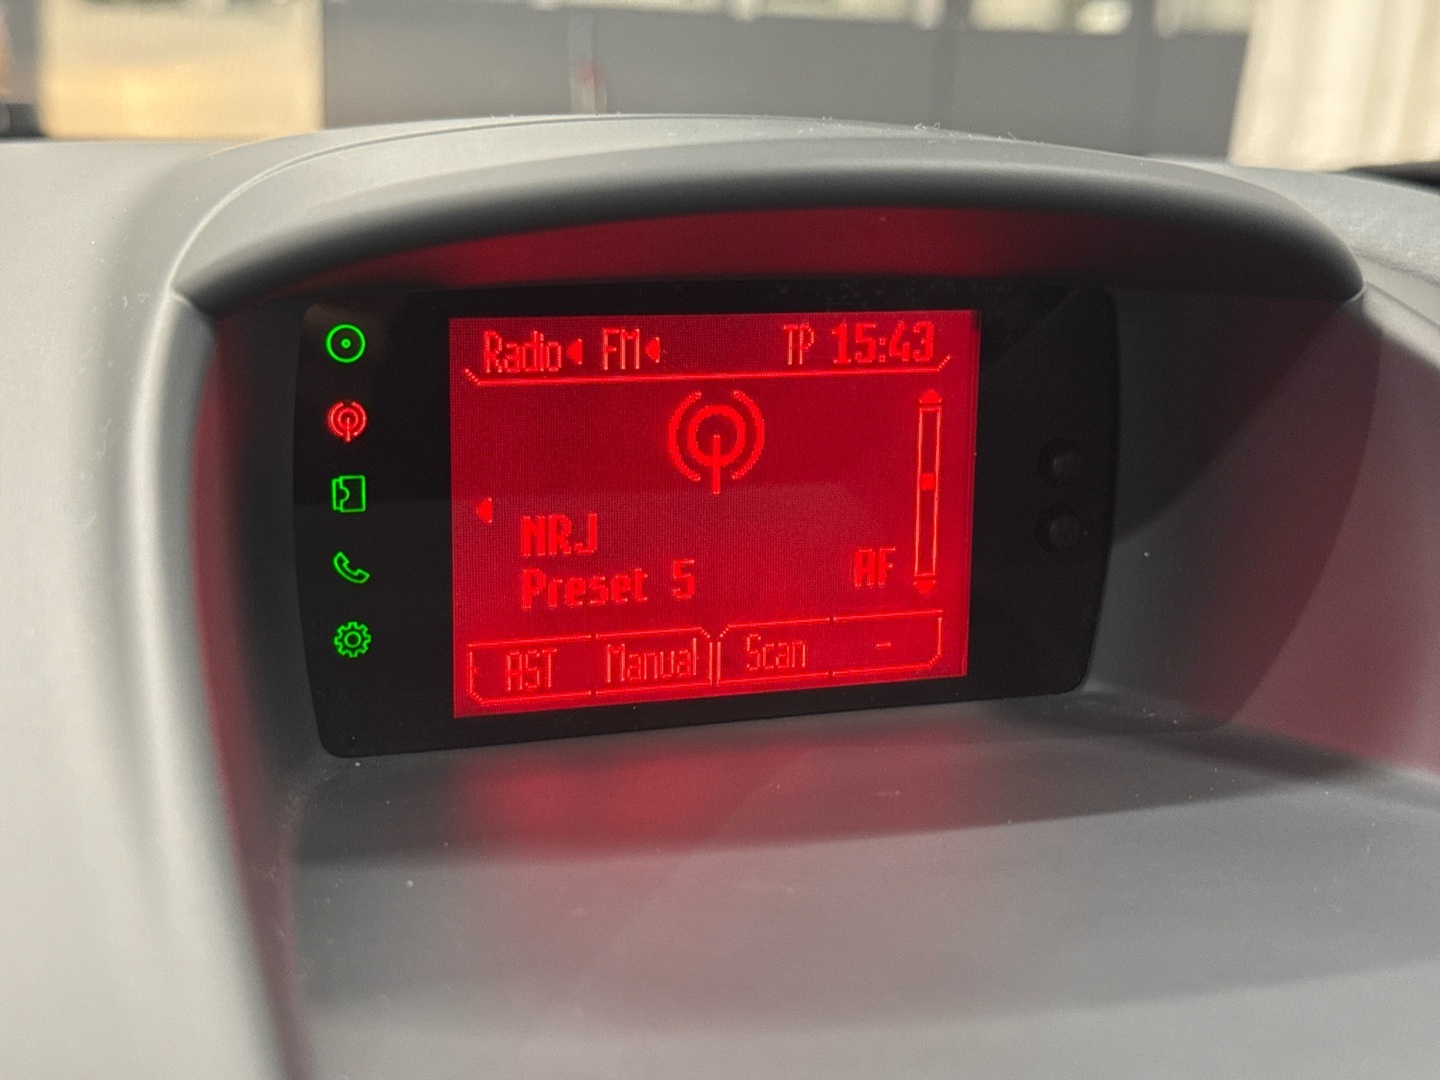 Radio FM TP 15:43
NRJ
Preset 5 AF
AST Manual Scan -